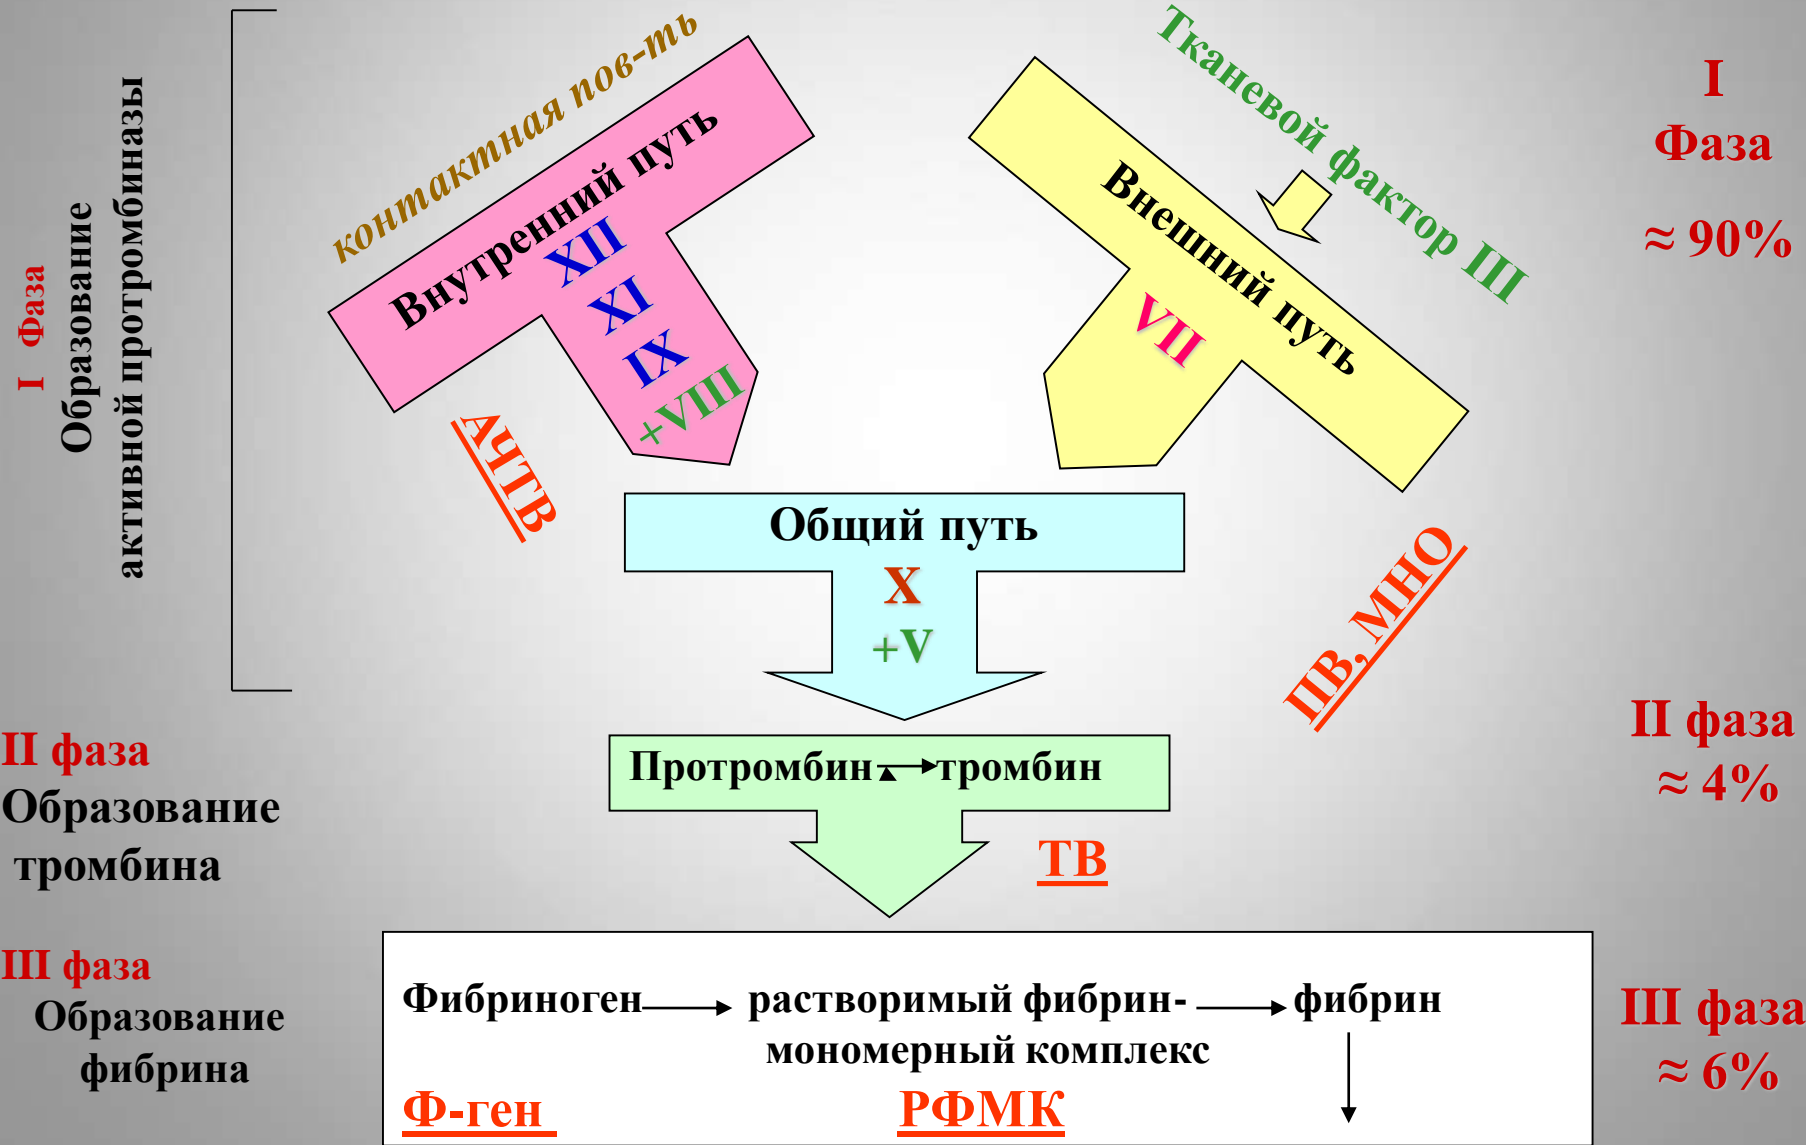 I Фаза
Образование
активной протромбиназы
контактная пов-ть
Внутренний путь
XII
XI
IX
+VIII
АЧТВ
Тканевой фактор III
Внешний путь
VII
ПВ, МНО
I
Фаза
≈ 90%
Общий путь
X
+V
II фаза
Образование
тромбина
Протромбин тромбин
ТВ
II фаза
≈ 4%
III фаза
Образование
фибрина
Фибриноген растворимый фибрин- фибрин
мономерный комплекс
Ф-ген РФМК
III фаза
≈ 6%